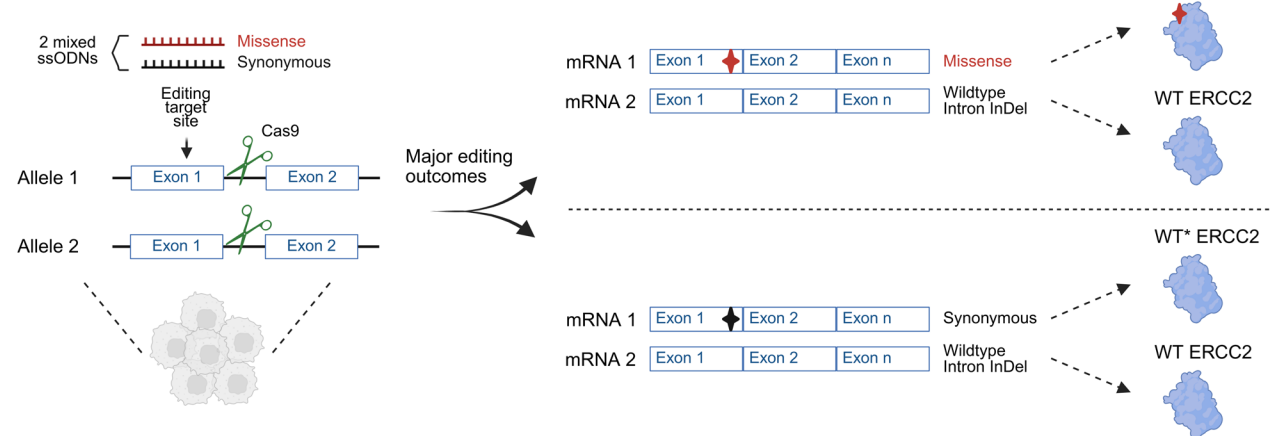 2 mixed
ssODNs
Missense
Synonymous
Editing
target
site
Cas9
Allele 1
Exon 1
Exon 2
Allele 2
Exon 1
Exon 2
Major editing
outcomes
mRNA 1
Exon 1
Exon 2
Exon n
Missense
mRNA 2
Exon 1
Exon 2
Exon n
Wildtype
Intron InDel
WT ERCC2
WT* ERCC2
mRNA 1
Exon 1
Exon 2
Exon n
Synonymous
mRNA 2
Exon 1
Exon 2
Exon n
Wildtype
Intron InDel
WT ERCC2